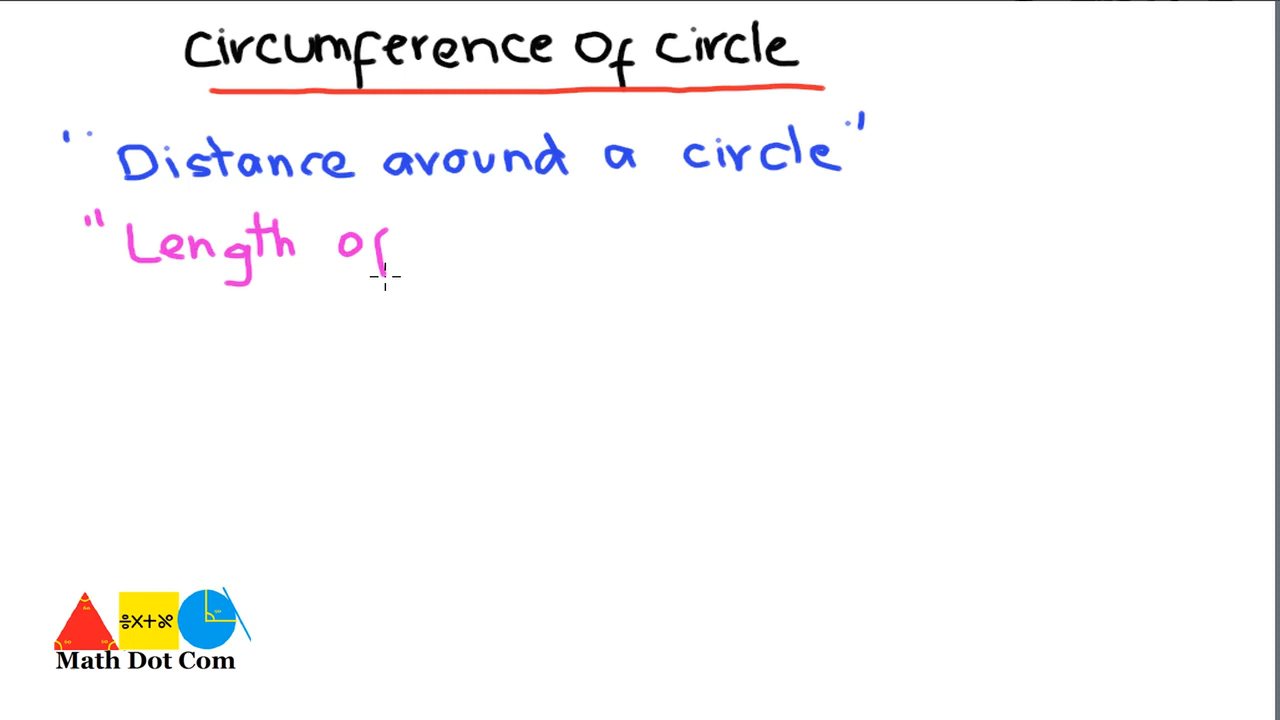 Circumference Of Circle
"Distance around a circle"
"Length of
÷x+%
Math Dot Com